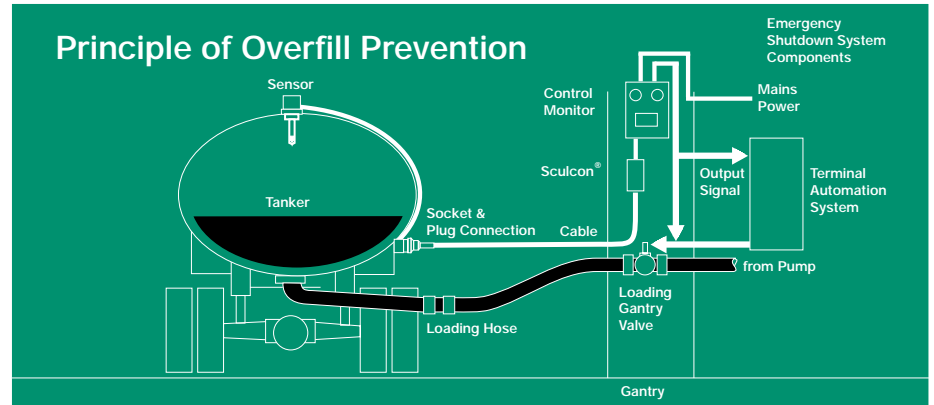 Principle of Overfill Prevention
Emergency
Shutdown System
Components
Sensor
Control
Monitor
Mains
Power
Sculcon®
Output
Signal
Terminal
Automation
System
Tanker
Socket &
Plug Connection
Cable
from Pump
Loading
Gantry
Valve
Loading Hose
Gantry